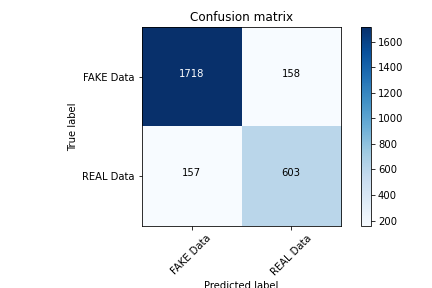 Confusion matrix
True label
FAKE Data
1718
158
REAL Data
157
603
FAKE Data
REAL Data
Predicted label
1600
1400
1200
1000
800
600
400
200